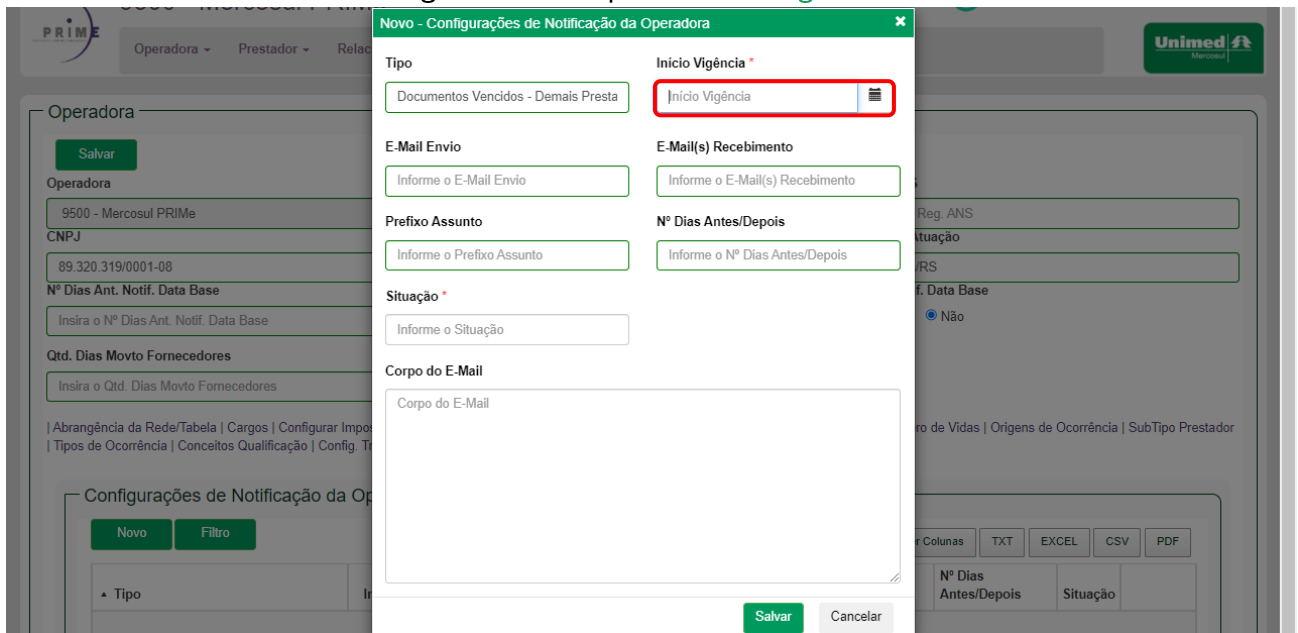 PRIME
Operadora
Prestador
Unimed
Mercosul
Novo - Configurações de Notificação da Operadora
Tipo
Início Vigência *
Documentos Vencidos - Demais Presta
Início Vigência
E-Mail Envio
E-Mail(s) Recebimento
Informe o E-Mail Envio
Informe o E-Mail(s) Recebimento
Prefixo Assunto
Nº Dias Antes/Depois
Informe o Prefixo Assunto
Informe o Nº Dias Antes/Depois
Situação *
Informe o Situação
Corpo do E-Mail
Corpo do E-Mail
Salvar
Cancelar
Operadora
Salvar
Operadora
9500 - Mercosul PRIMe
Reg. ANS
CNPJ
89.320.319/0001-08
/RS
Nº Dias Ant. Notif. Data Base
f. Data Base
Insira o Nº Dias Ant. Notif. Data Base
Não
Qtd. Dias Movto Fornecedores
Insira o Qtd. Dias Movto Fornecedores
| Abrangência da Rede/Tabela | Cargos | Configurar Impos
ro de Vidas | Origens de Ocorrência | SubTipo Prestador
| Tipos de Ocorrência | Conceitos Qualificação | Config. Tr
Configurações de Notificação da Op
Novo
Filtro
r Colunas
TXT
EXCEL
CSV
PDF
Tipo
Nº Dias
Antes/Depois
Situação